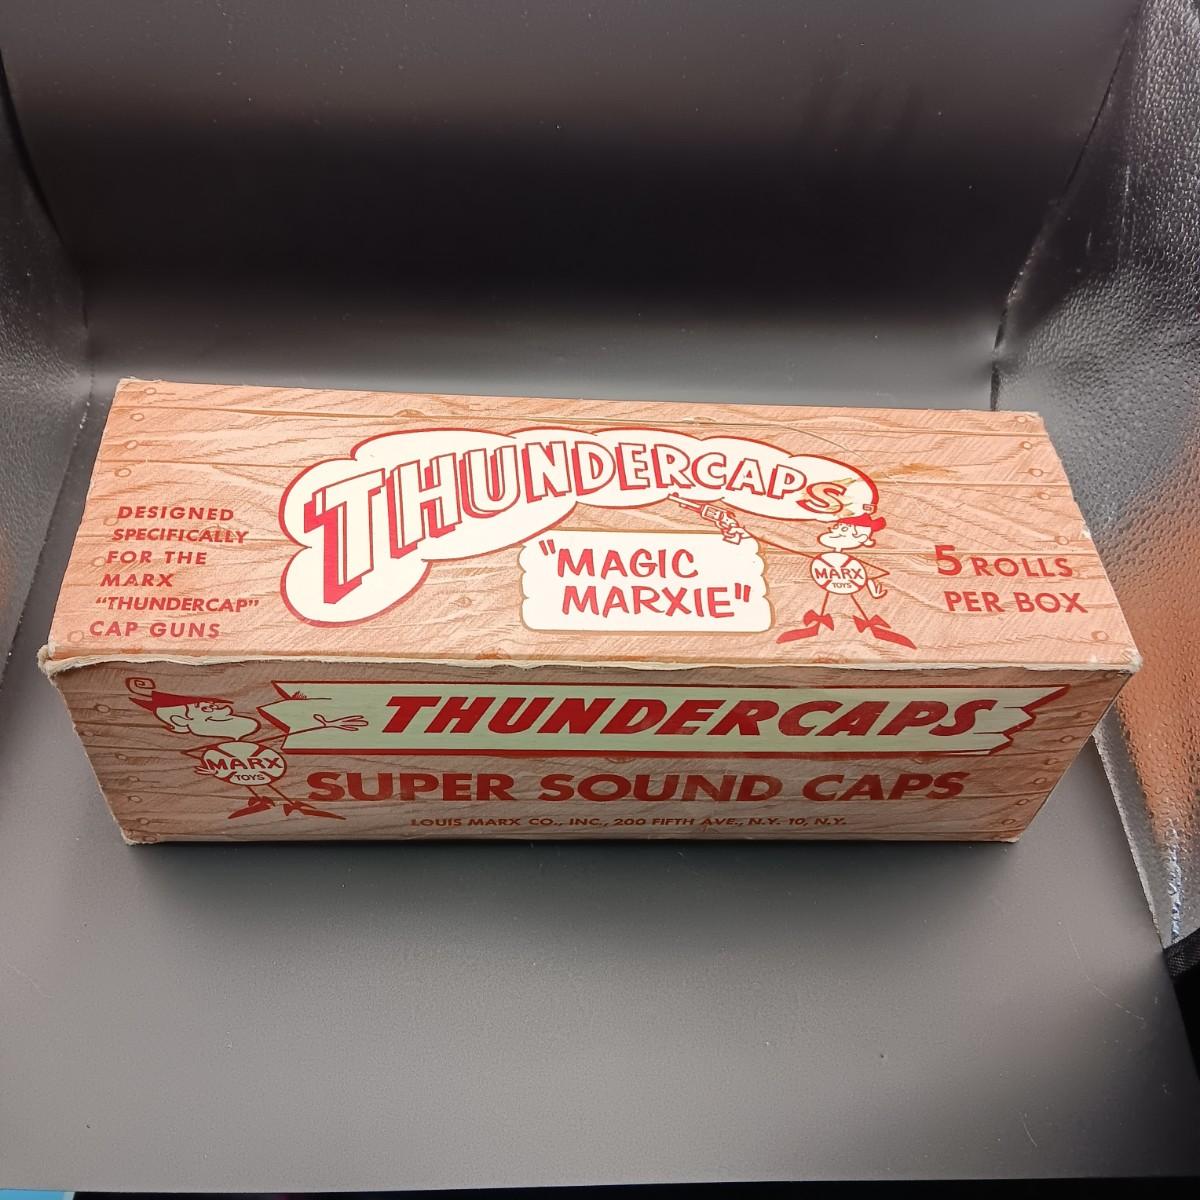 THUNDERCAPS
DESIGNED
SPECIFICALLY
FOR THE
MARX
"THUNDERCAP"
CAP GUNS
"MAGIC
MARXIE"
MARX
TOYS
5 ROLLS
PER BOX
THUNDERCAPS
MARX
TOYS
SUPER SOUND CAPS
LOUIS MARX CO., INC., 200 FIFTH AVE., N.Y. 10, N.Y.